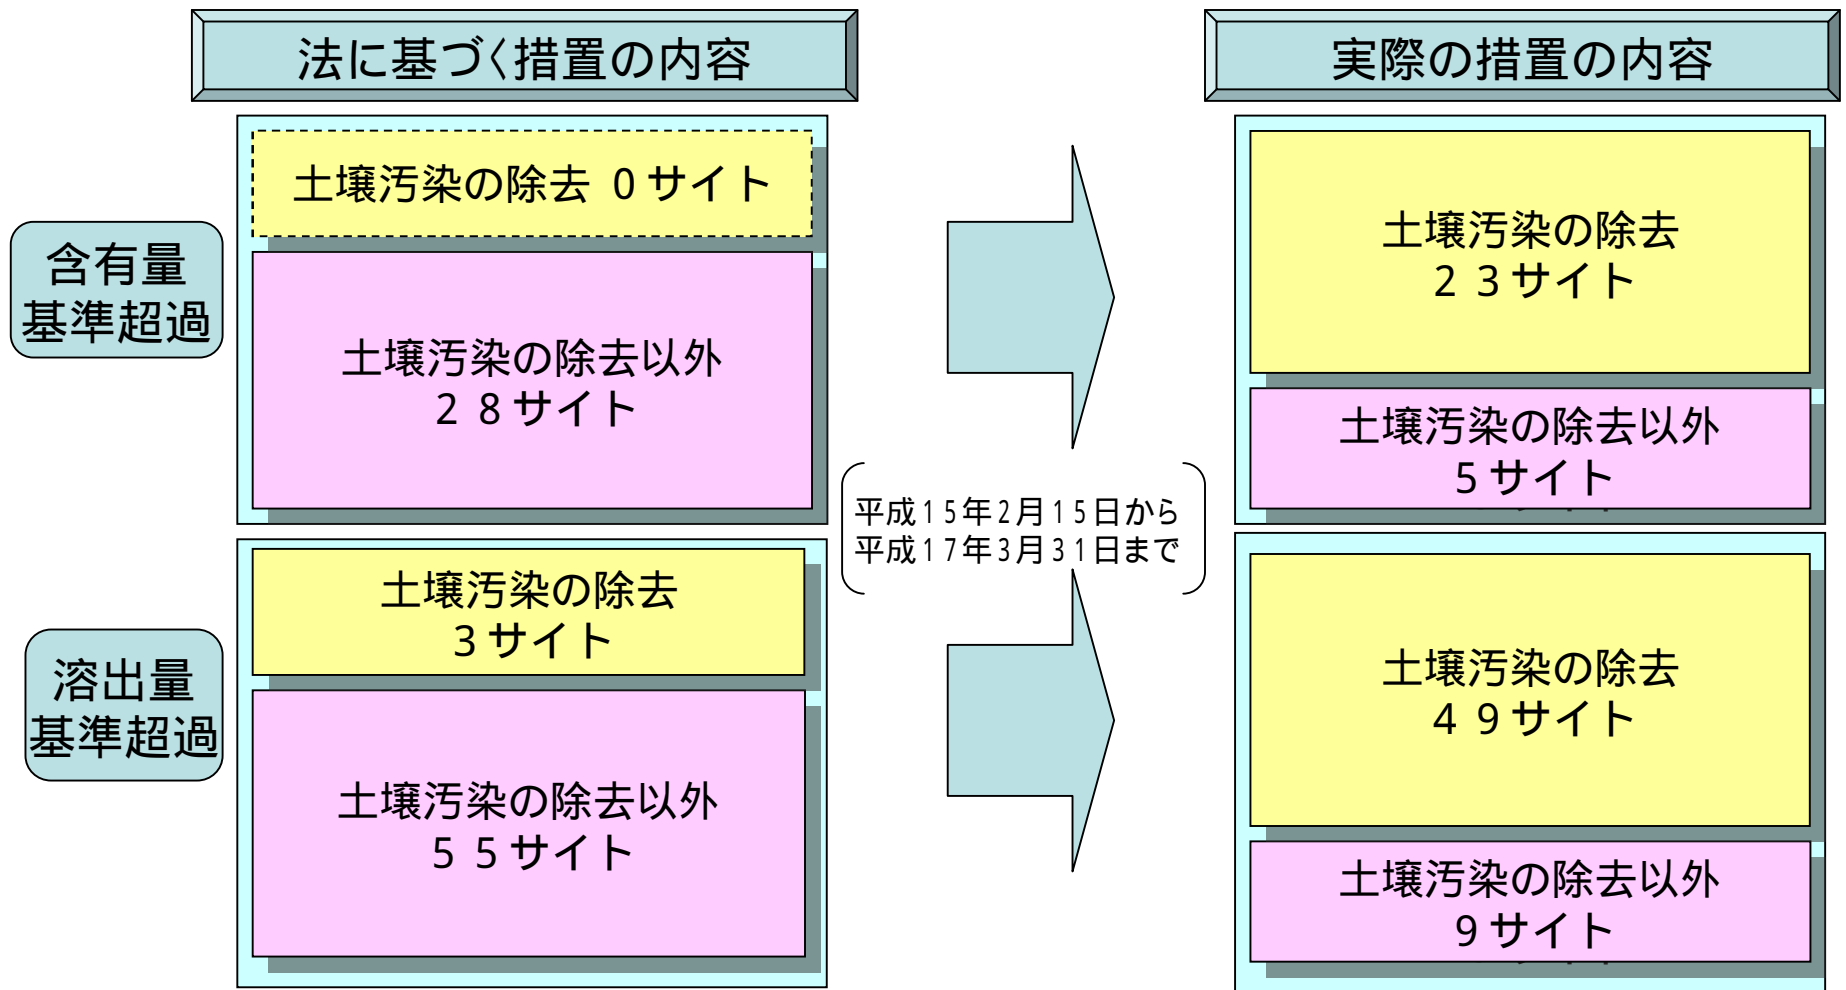 法に基づく措置の内容
実際の措置の内容
含有量
基準超過
土壌汚染の除去 0サイト
土壌汚染の除去以外
28サイト
土壌汚染の除去
23サイト
土壌汚染の除去以外
5サイト
平成15年2月15日から
平成17年3月31日まで
溶出量
基準超過
土壌汚染の除去
3サイト
土壌汚染の除去以外
55サイト
土壌汚染の除去
49サイト
土壌汚染の除去以外
9サイト